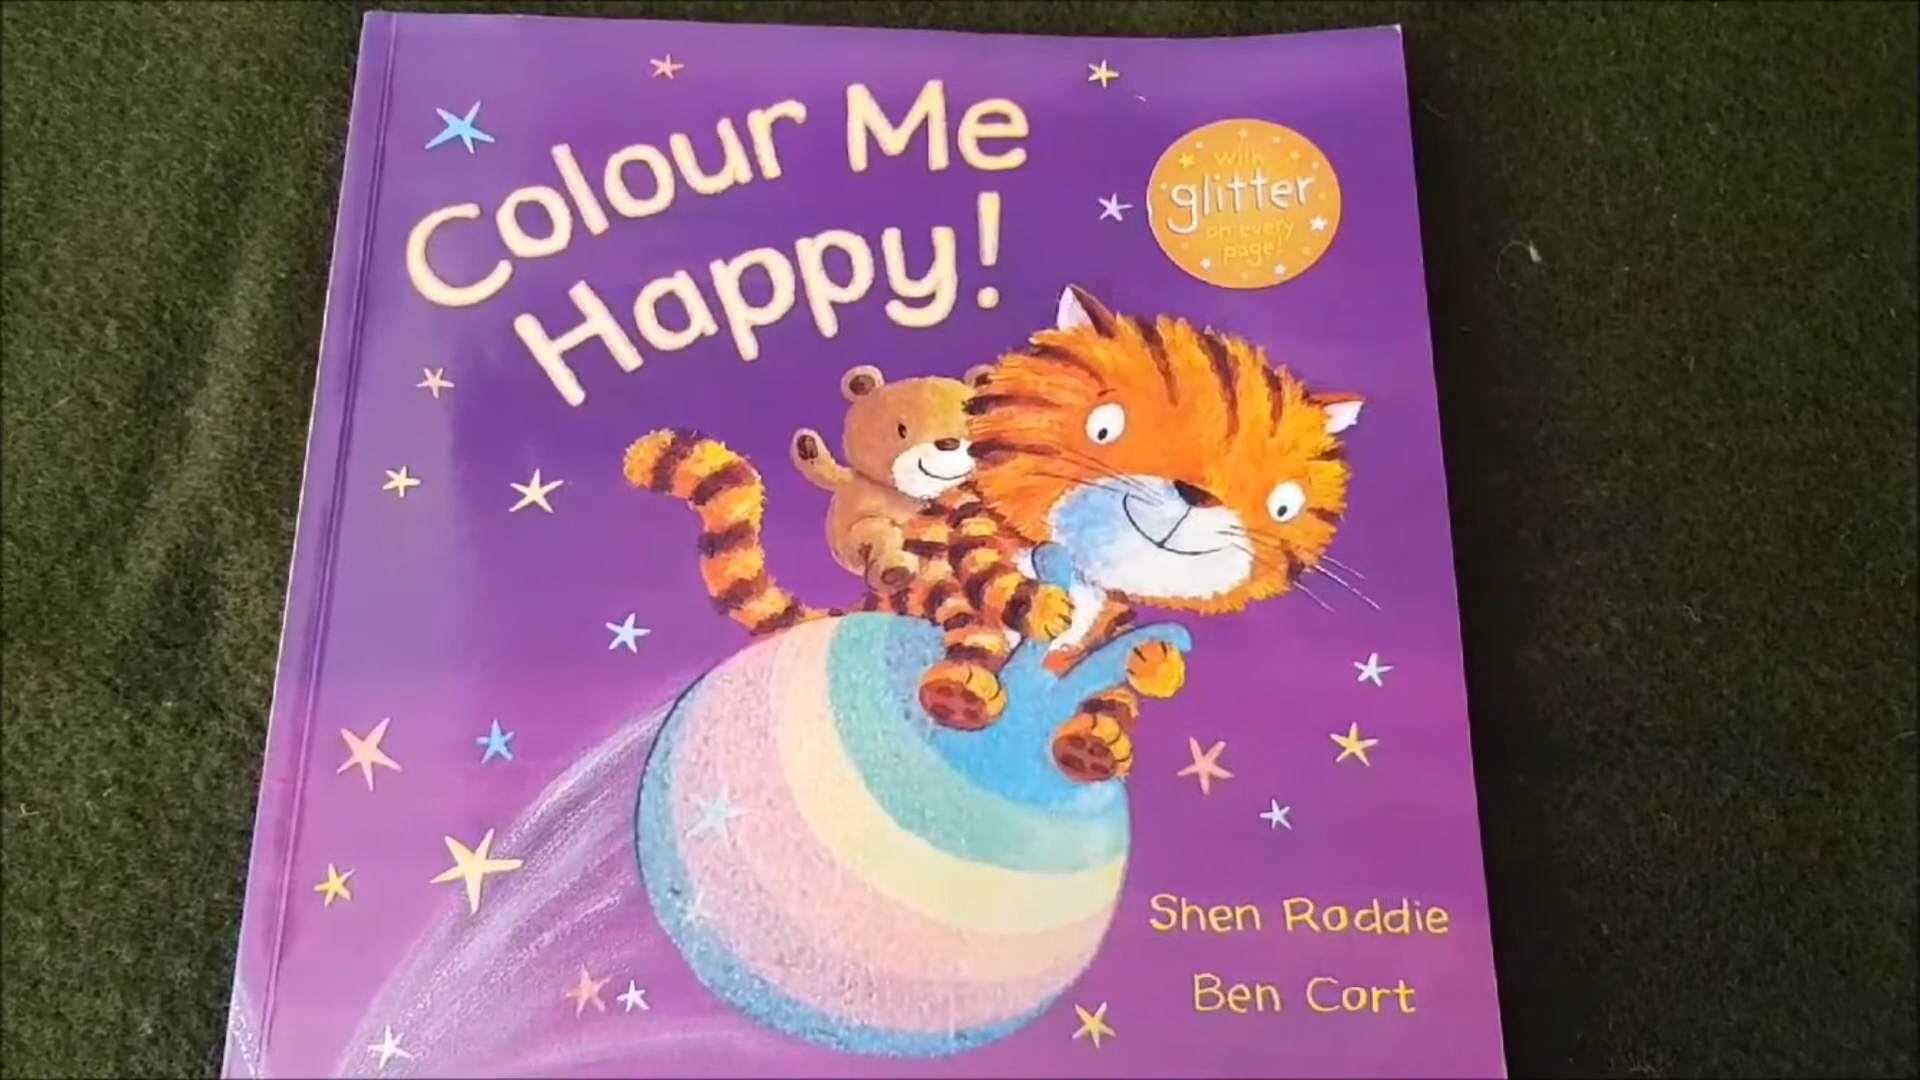 Colour Me
Happy!
with
glitter
on every
page!
Shen Roddie
Ben Cort